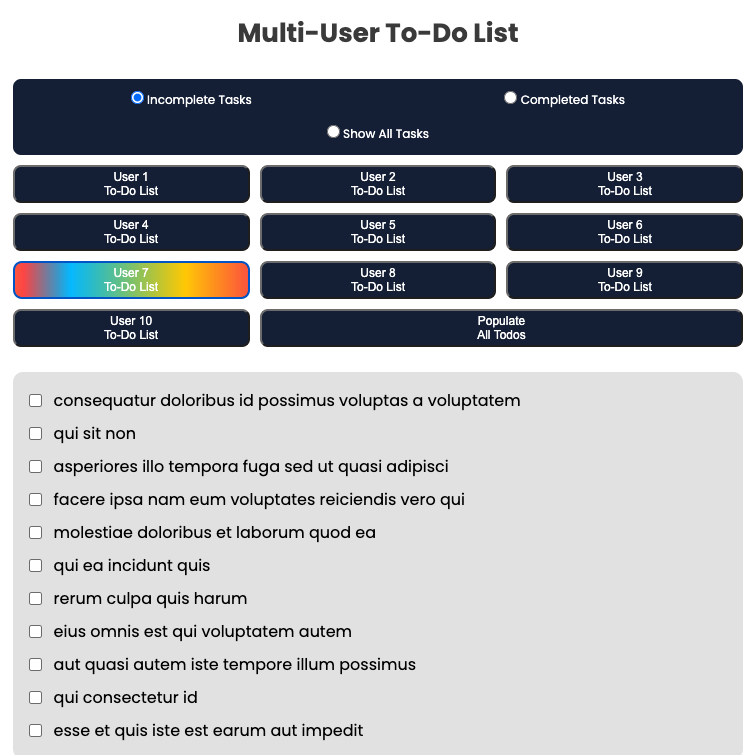 Multi-User To-Do List
Incomplete Tasks
Completed Tasks
Show All Tasks
User 1
To-Do List
User 2
To-Do List
User 3
To-Do List
User 4
To-Do List
User 5
To-Do List
User 6
To-Do List
User 7
To-Do List
User 8
To-Do List
User 9
To-Do List
User 10
To-Do List
Populate
All Todos
consequatur doloribus id possimus voluptas a voluptatem
qui sit non
asperiores illo tempora fuga sed ut quasi adipisci
facere ipsa nam eum voluptates reiciendis vero qui
molestiae doloribus et laborum quod ea
qui ea incidunt quis
rerum culpa quis harum
eius omnis est qui voluptatem autem
aut quasi autem iste tempore illum possimus
qui consectetur id
esse et quis iste est earum aut impedit